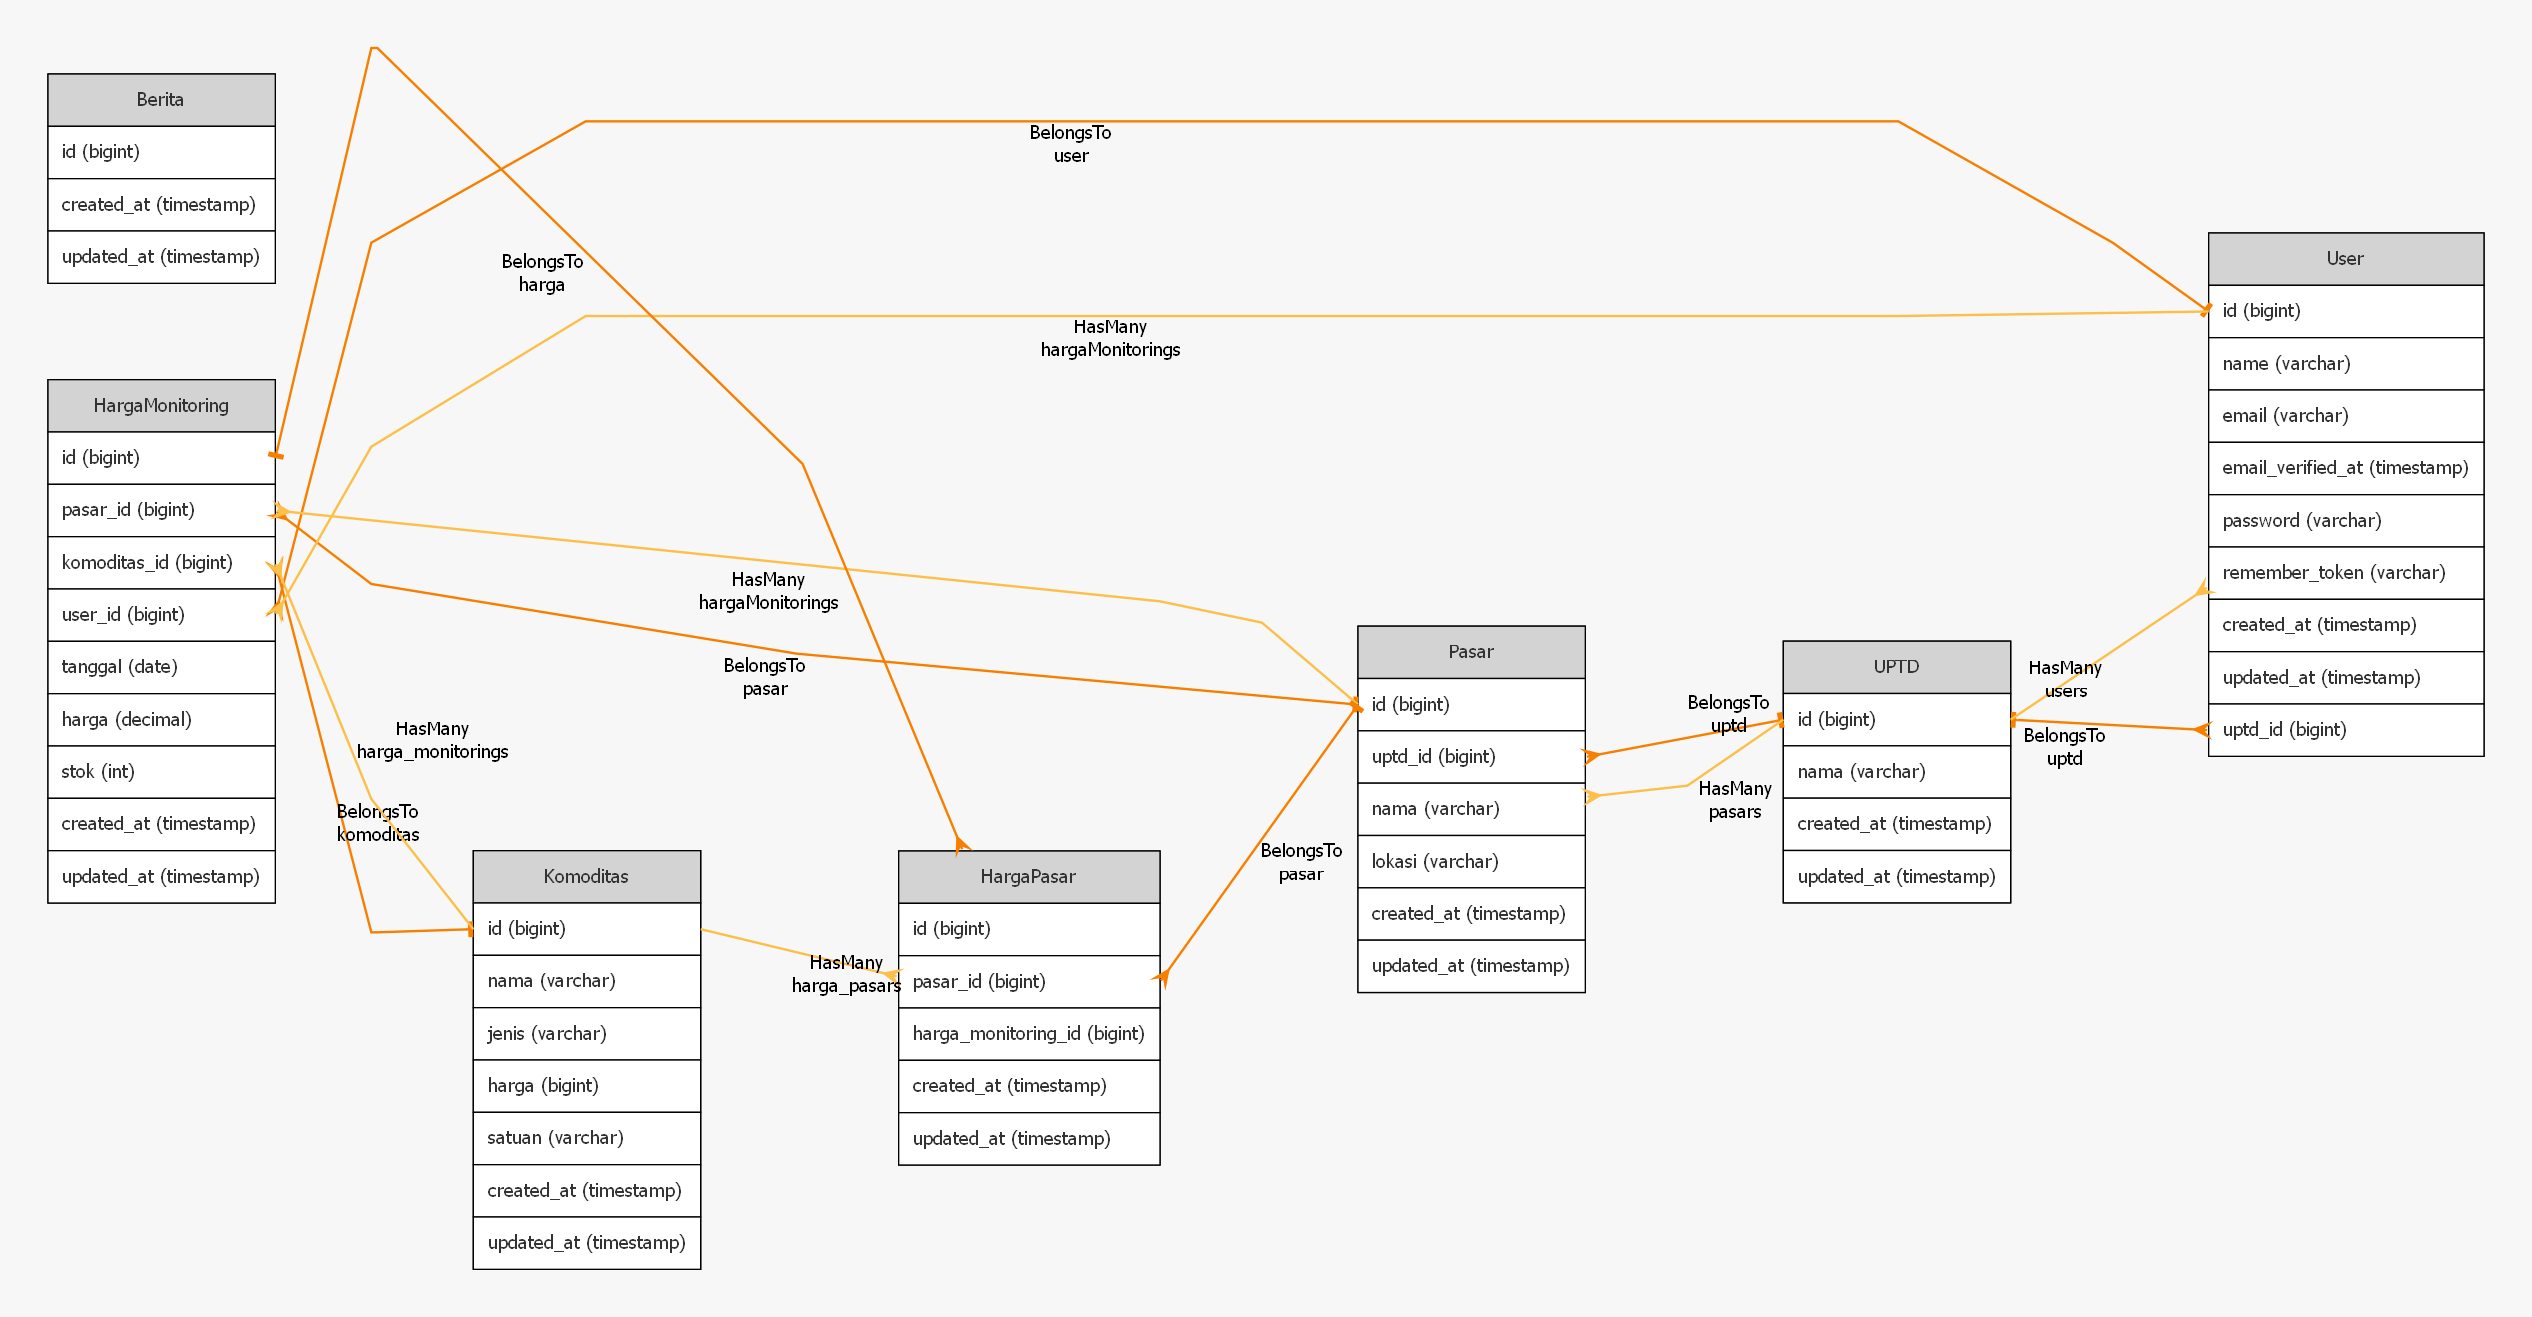 Berita
id (bigint)
created_at (timestamp)
updated_at (timestamp)
HargaMonitoring
id (bigint)
pasar_id (bigint)
komoditas_id (bigint)
user_id (bigint)
tanggal (date)
harga (decimal)
stok (int)
created_at (timestamp)
updated_at (timestamp)
BelongsTo
user
BelongsTo
harga
HasMany
hargaMonitorings
HasMany
hargaMonitorings
BelongsTo
pasar
HasMany
harga_monitorings
BelongsTo
komoditas
Komoditas
id (bigint)
nama (varchar)
jenis (varchar)
harga (bigint)
satuan (varchar)
created_at (timestamp)
updated_at (timestamp)
HasMany
harga_pasars
HargaPasar
id (bigint)
pasar_id (bigint)
harga_monitoring_id (bigint)
created_at (timestamp)
updated_at (timestamp)
BelongsTo
pasar
Pasar
id (bigint)
uptd_id (bigint)
nama (varchar)
lokasi (varchar)
created_at (timestamp)
updated_at (timestamp)
BelongsTo
uptd
HasMany
pasars
UPTD
id (bigint)
nama (varchar)
created_at (timestamp)
updated_at (timestamp)
HasMany
users
BelongsTo
uptd
User
id (bigint)
name (varchar)
email (varchar)
email_verified_at (timestamp)
password (varchar)
remember_token (varchar)
created_at (timestamp)
updated_at (timestamp)
uptd_id (bigint)